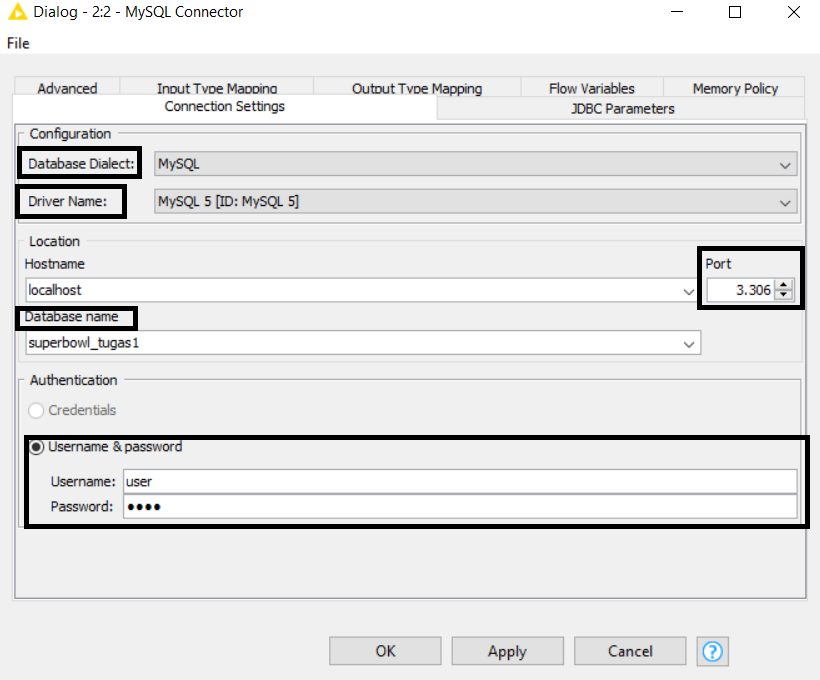 Dialog - 2:2 - MySQL Connector
File
Advanced Input Type Mapping Output Type Mapping Flow Variables Memory Policy
Connection Settings JDBC Parameters
Configuration
Database Dialect: MySQL
Driver Name: MySQL 5 [ID: MySQL 5]
Location
Hostname Port
localhost 3.306
Database name
superbowl_tugas1
Authentication
Credentials
Username & password
Username: user
Password: ••••
OK Apply Cancel ?